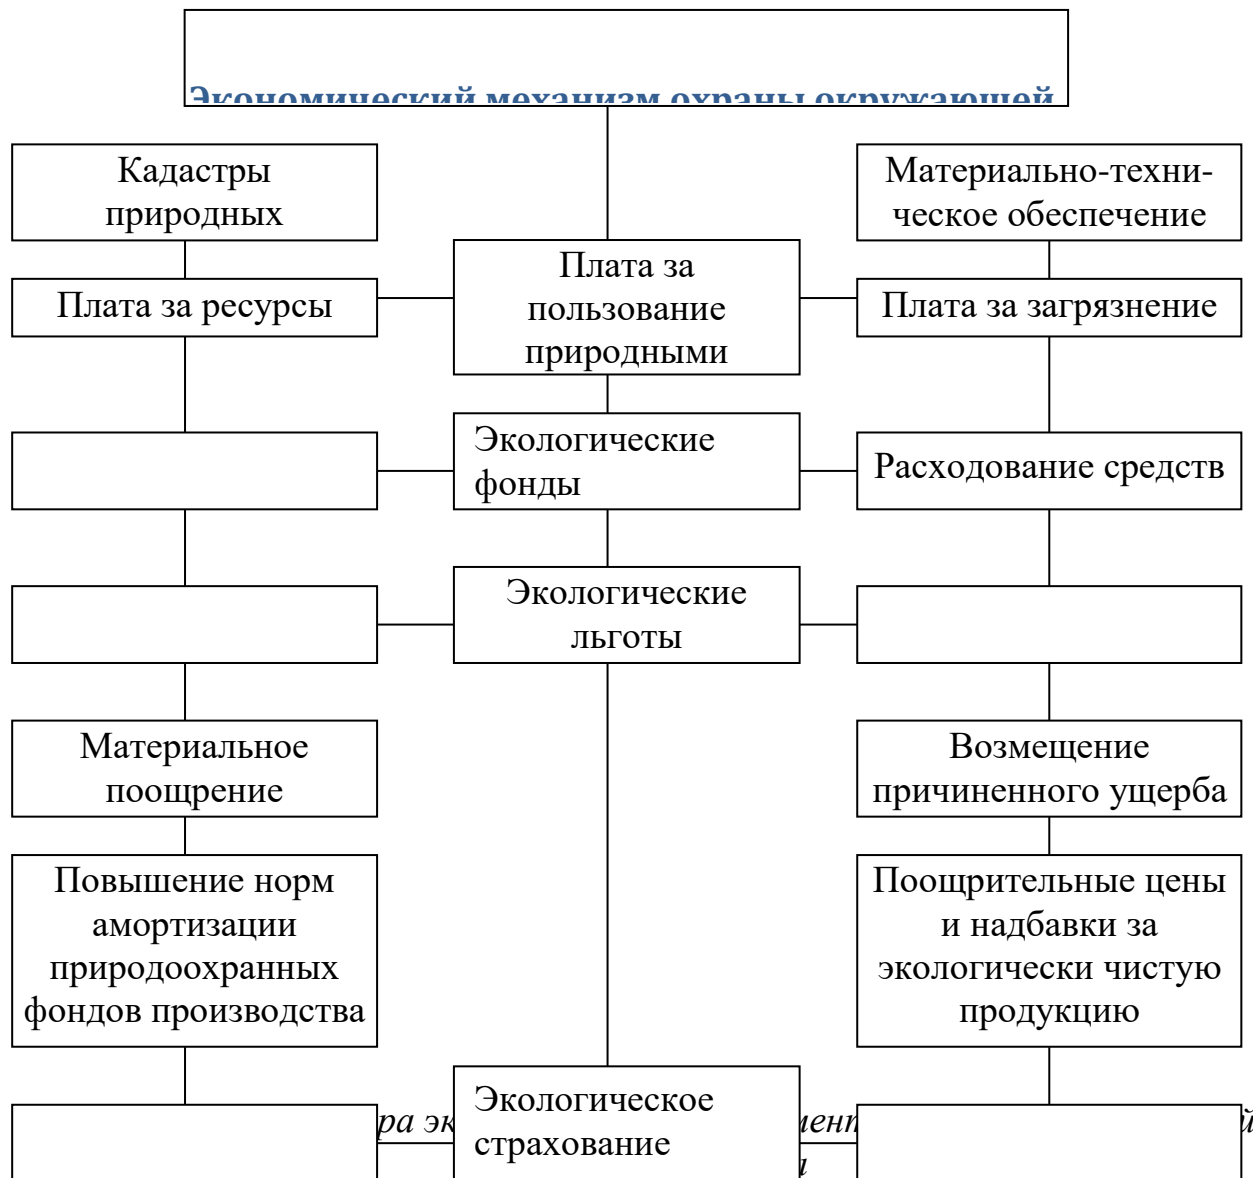 Экономический механизм охраны окружающей
Кадастры
природных
Материально-техни-
ческое обеспечение
Плата за
пользование
природными
Плата за ресурсы
Плата за загрязнение
Экологические
фонды
Расходование средств
Экологические
льготы
Материальное
поощрение
Возмещение
причиненного ущерба
Повышение норм
амортизации
природоохранных
фондов производства
Поощрительные цены
и надбавки за
экологически чистую
продукцию
Экологическое
страхование